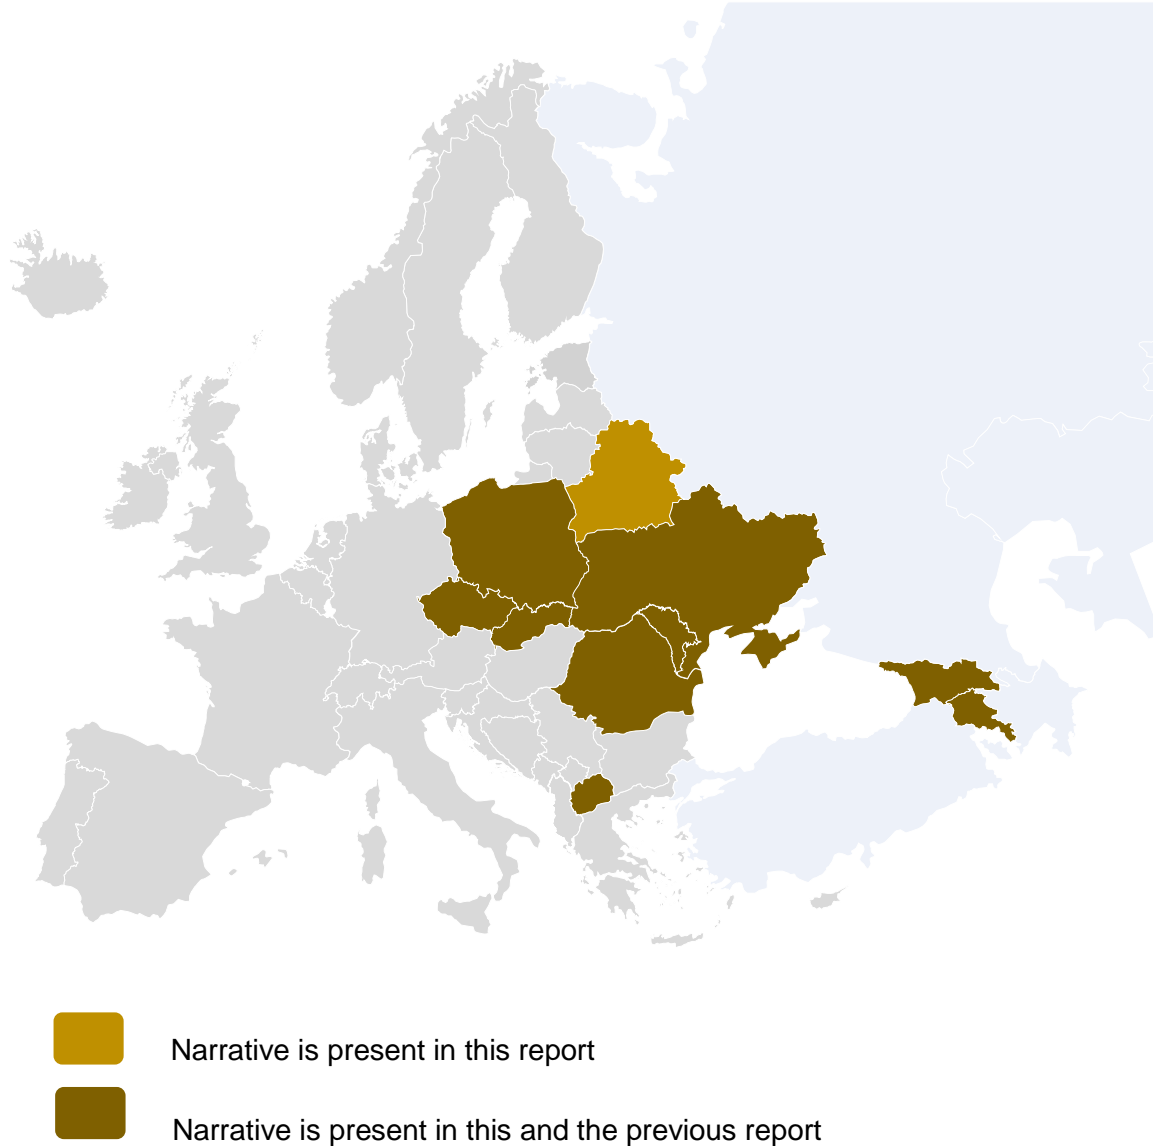 Narrative is present in this report
Narrative is present in this and the previous report